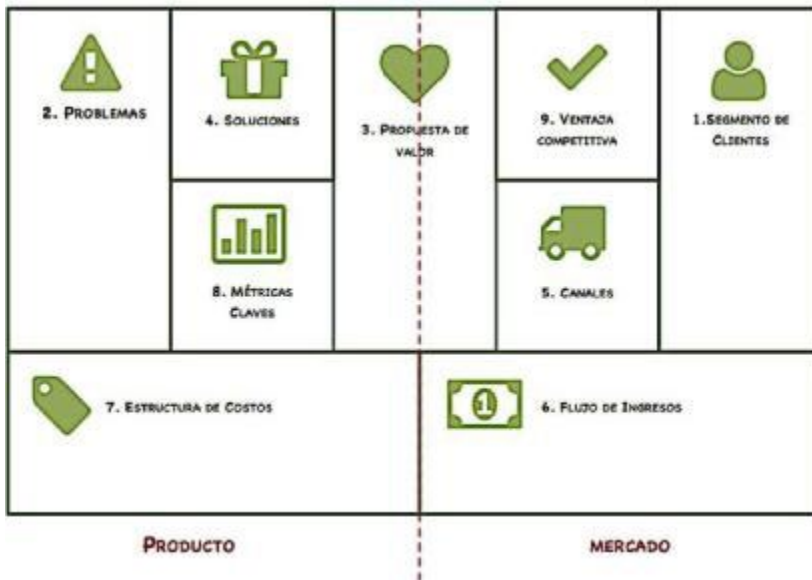 2. Problemas
4. Soluciones
3. Propuesta de
valor
9. Ventaja
competitiva
1.Segmento de
Clientes
8. Métricas
Claves
5. Canales
7. Estructura de Costos
1
6. Flujo de Ingresos
Producto
mercado